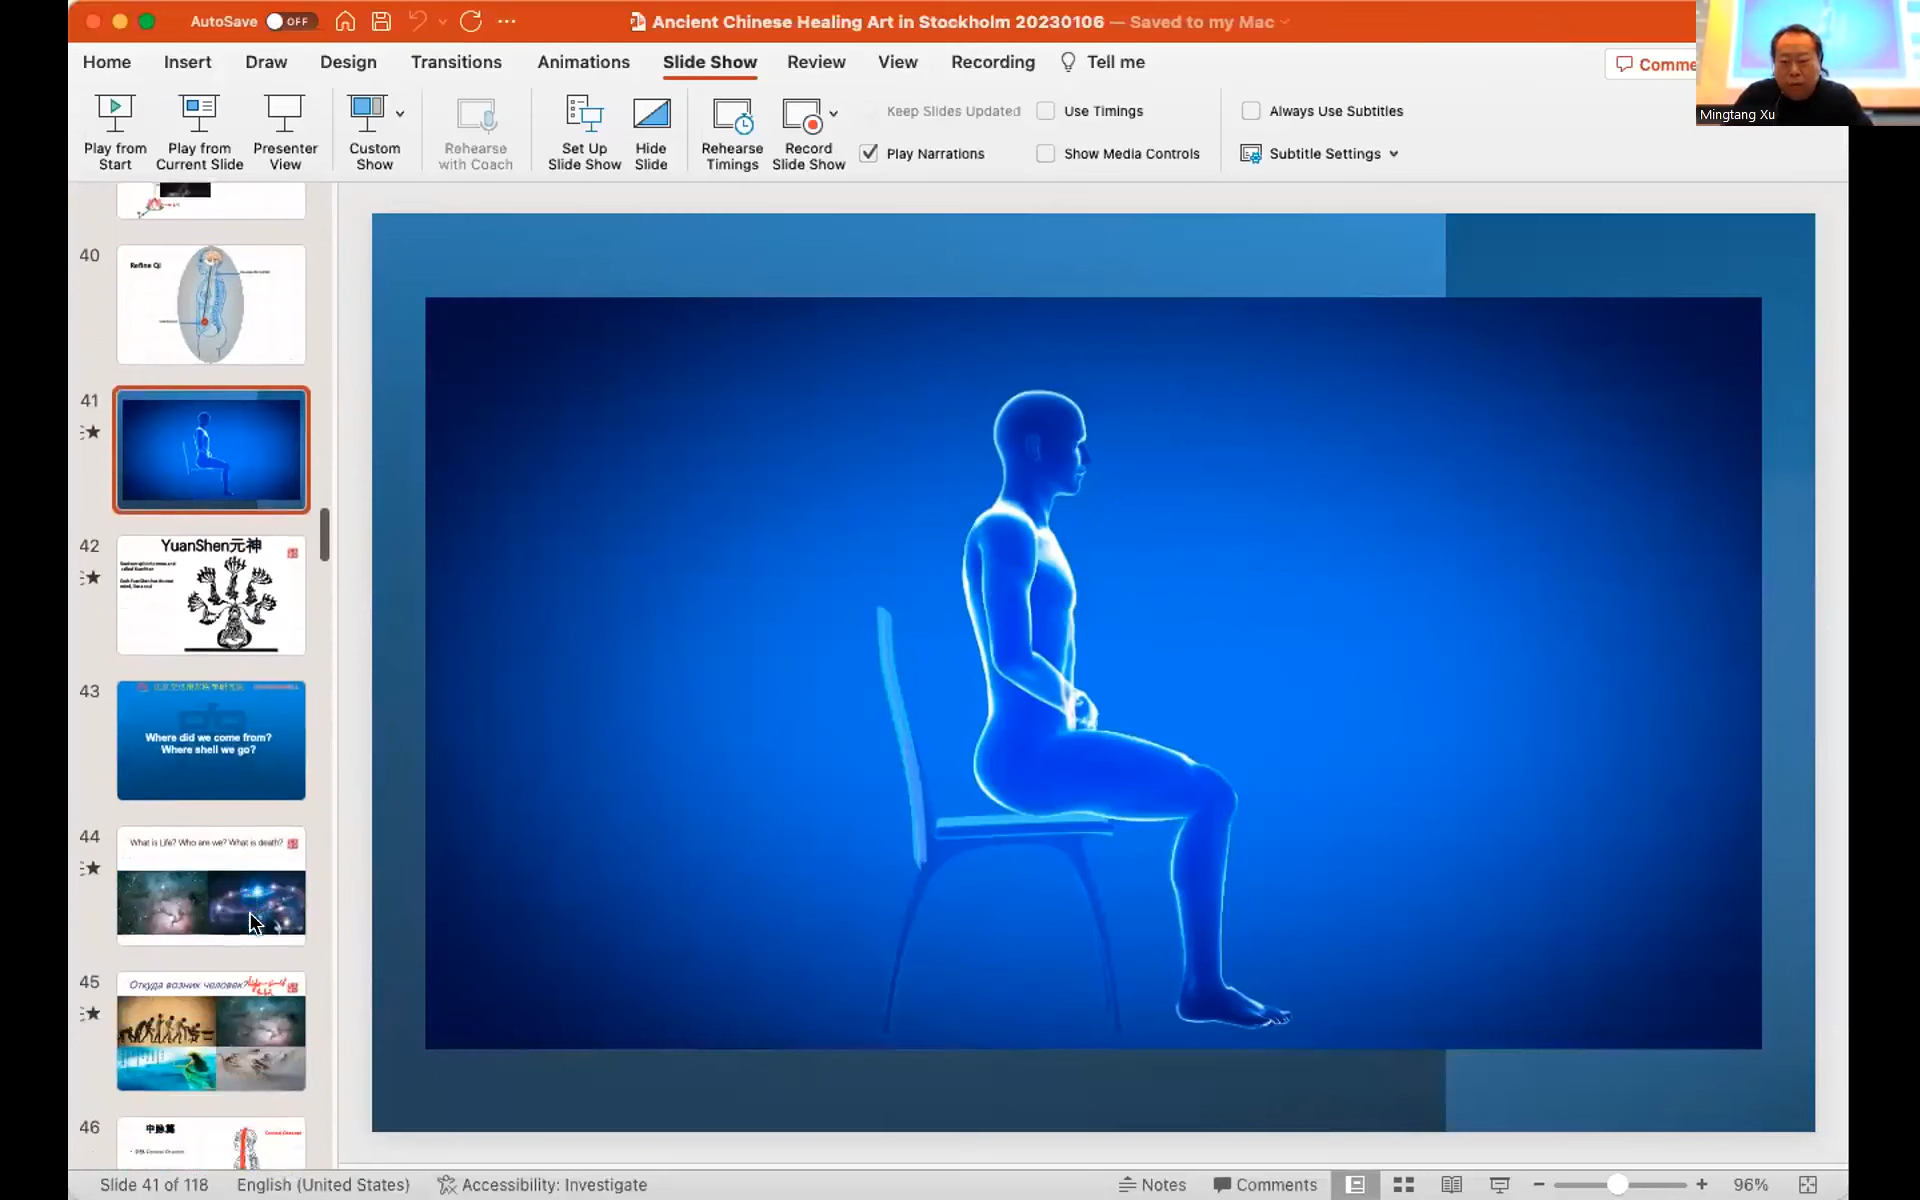 AutoSave OFF
Ancient Chinese Healing Art in Stockholm 20230106 — Saved to my Mac
Home Insert Draw Design Transitions Animations Slide Show Review View Recording Tell me
Comme
Mingtang Xu
Play from Start
Play from Current Slide
Presenter View
Custom Show
Rehearse with Coach
Set Up Slide Show
Hide Slide
Rehearse Timings
Record Slide Show
Keep Slides Updated
Use Timings
Always Use Subtitles
Play Narrations
Show Media Controls
Subtitle Settings
40
Refine Qi
41
42
YuanShen元神
43
Where did we come from?
Where shell we go?
44
What is Life? Who are we? What is death?
45
Откуда возник человек?
46
中脉篇
Slide 41 of 118 English (United States) Accessibility: Investigate Notes Comments 96%